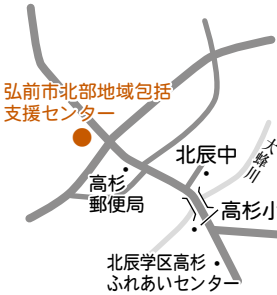 弘前市北部地域包括
支援センター
大蜂川
北辰中
高杉
郵便局
高杉小
北辰学区高杉
ふれあいセンター